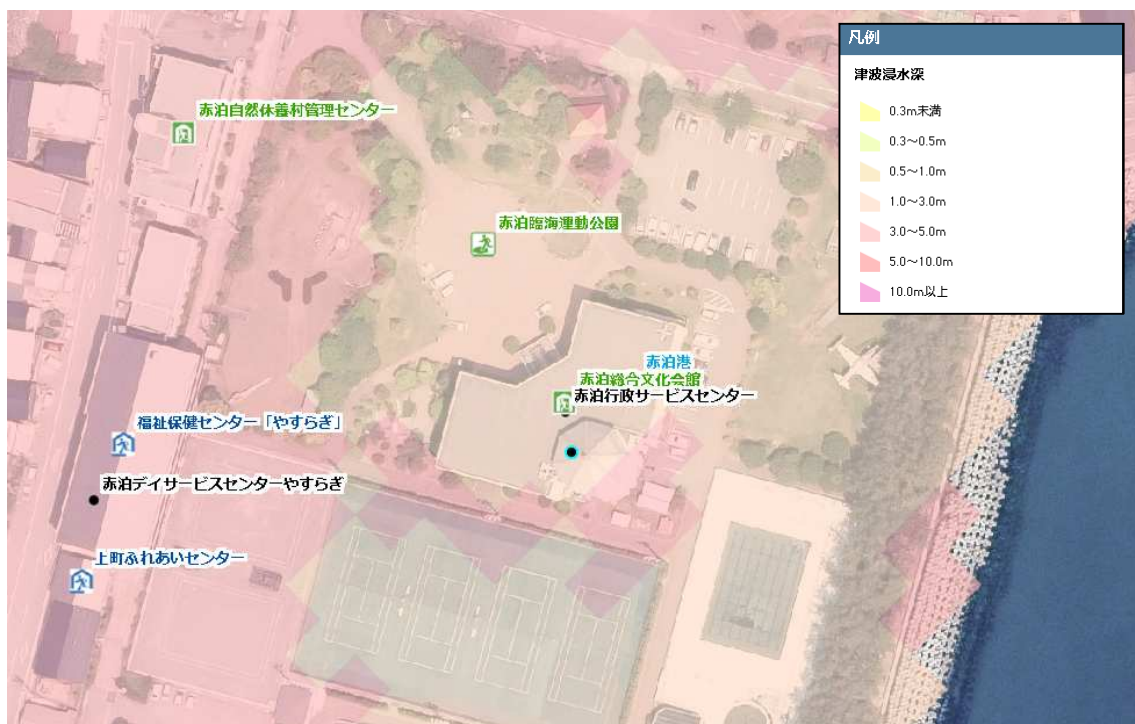 凡例
津波浸水深
0.3m未満
0.3～0.5m
0.5～1.0m
1.0～3.0m
3.0～5.0m
5.0～10.0m
10.0m以上
赤泊自然休養村管理センター
赤泊臨海運動公園
赤泊港
赤泊総合文化会館
赤泊行政サービスセンター
福祉保健センター「やすらぎ」
赤泊デイサービスセンターやすらぎ
上町ふれあいセンター